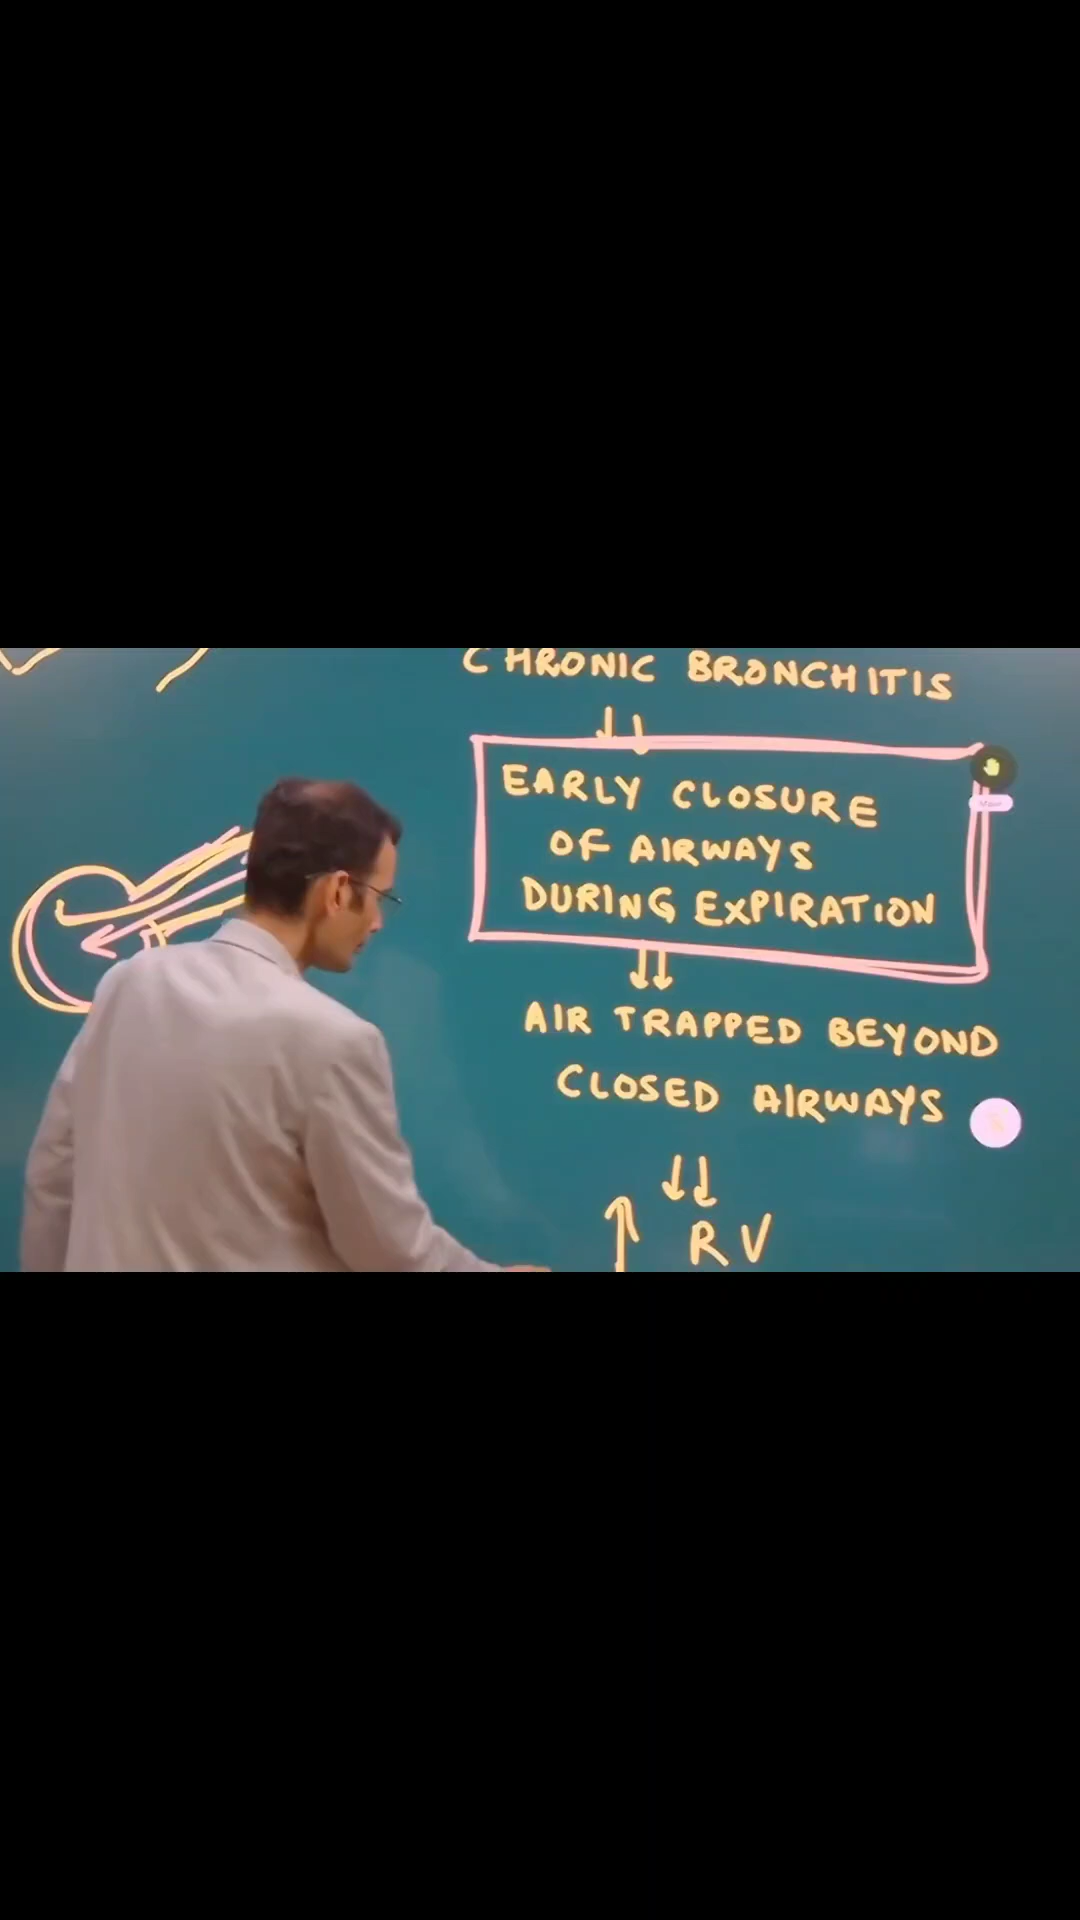 CHRONIC BRONCHITIS
↓↓
EARLY CLOSURE
OF AIRWAYS
DURING EXPIRATION
↓↓
AIR TRAPPED BEYOND
CLOSED AIRWAYS
↓↓
↑ RV